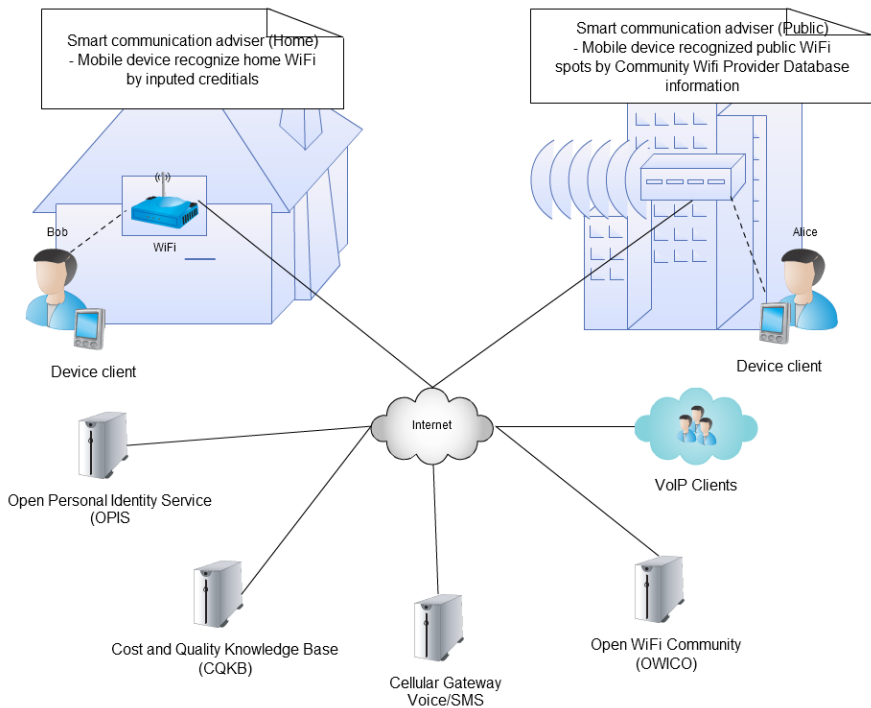 Smart communication adviser (Home)
- Mobile device recognize home WiFi
by inputed creditials
Smart communication adviser (Public)
- Mobile device recognized public WiFi
spots by Community Wifi Provider Database
information
Bob
WiFi
Alice
Device client
Device client
Internet
VoIP Clients
Open Personal Identity Service
(OPIS
Cost and Quality Knowledge Base
(CQKB)
Open WiFi Community
(OWICO)
Cellular Gateway
Voice/SMS